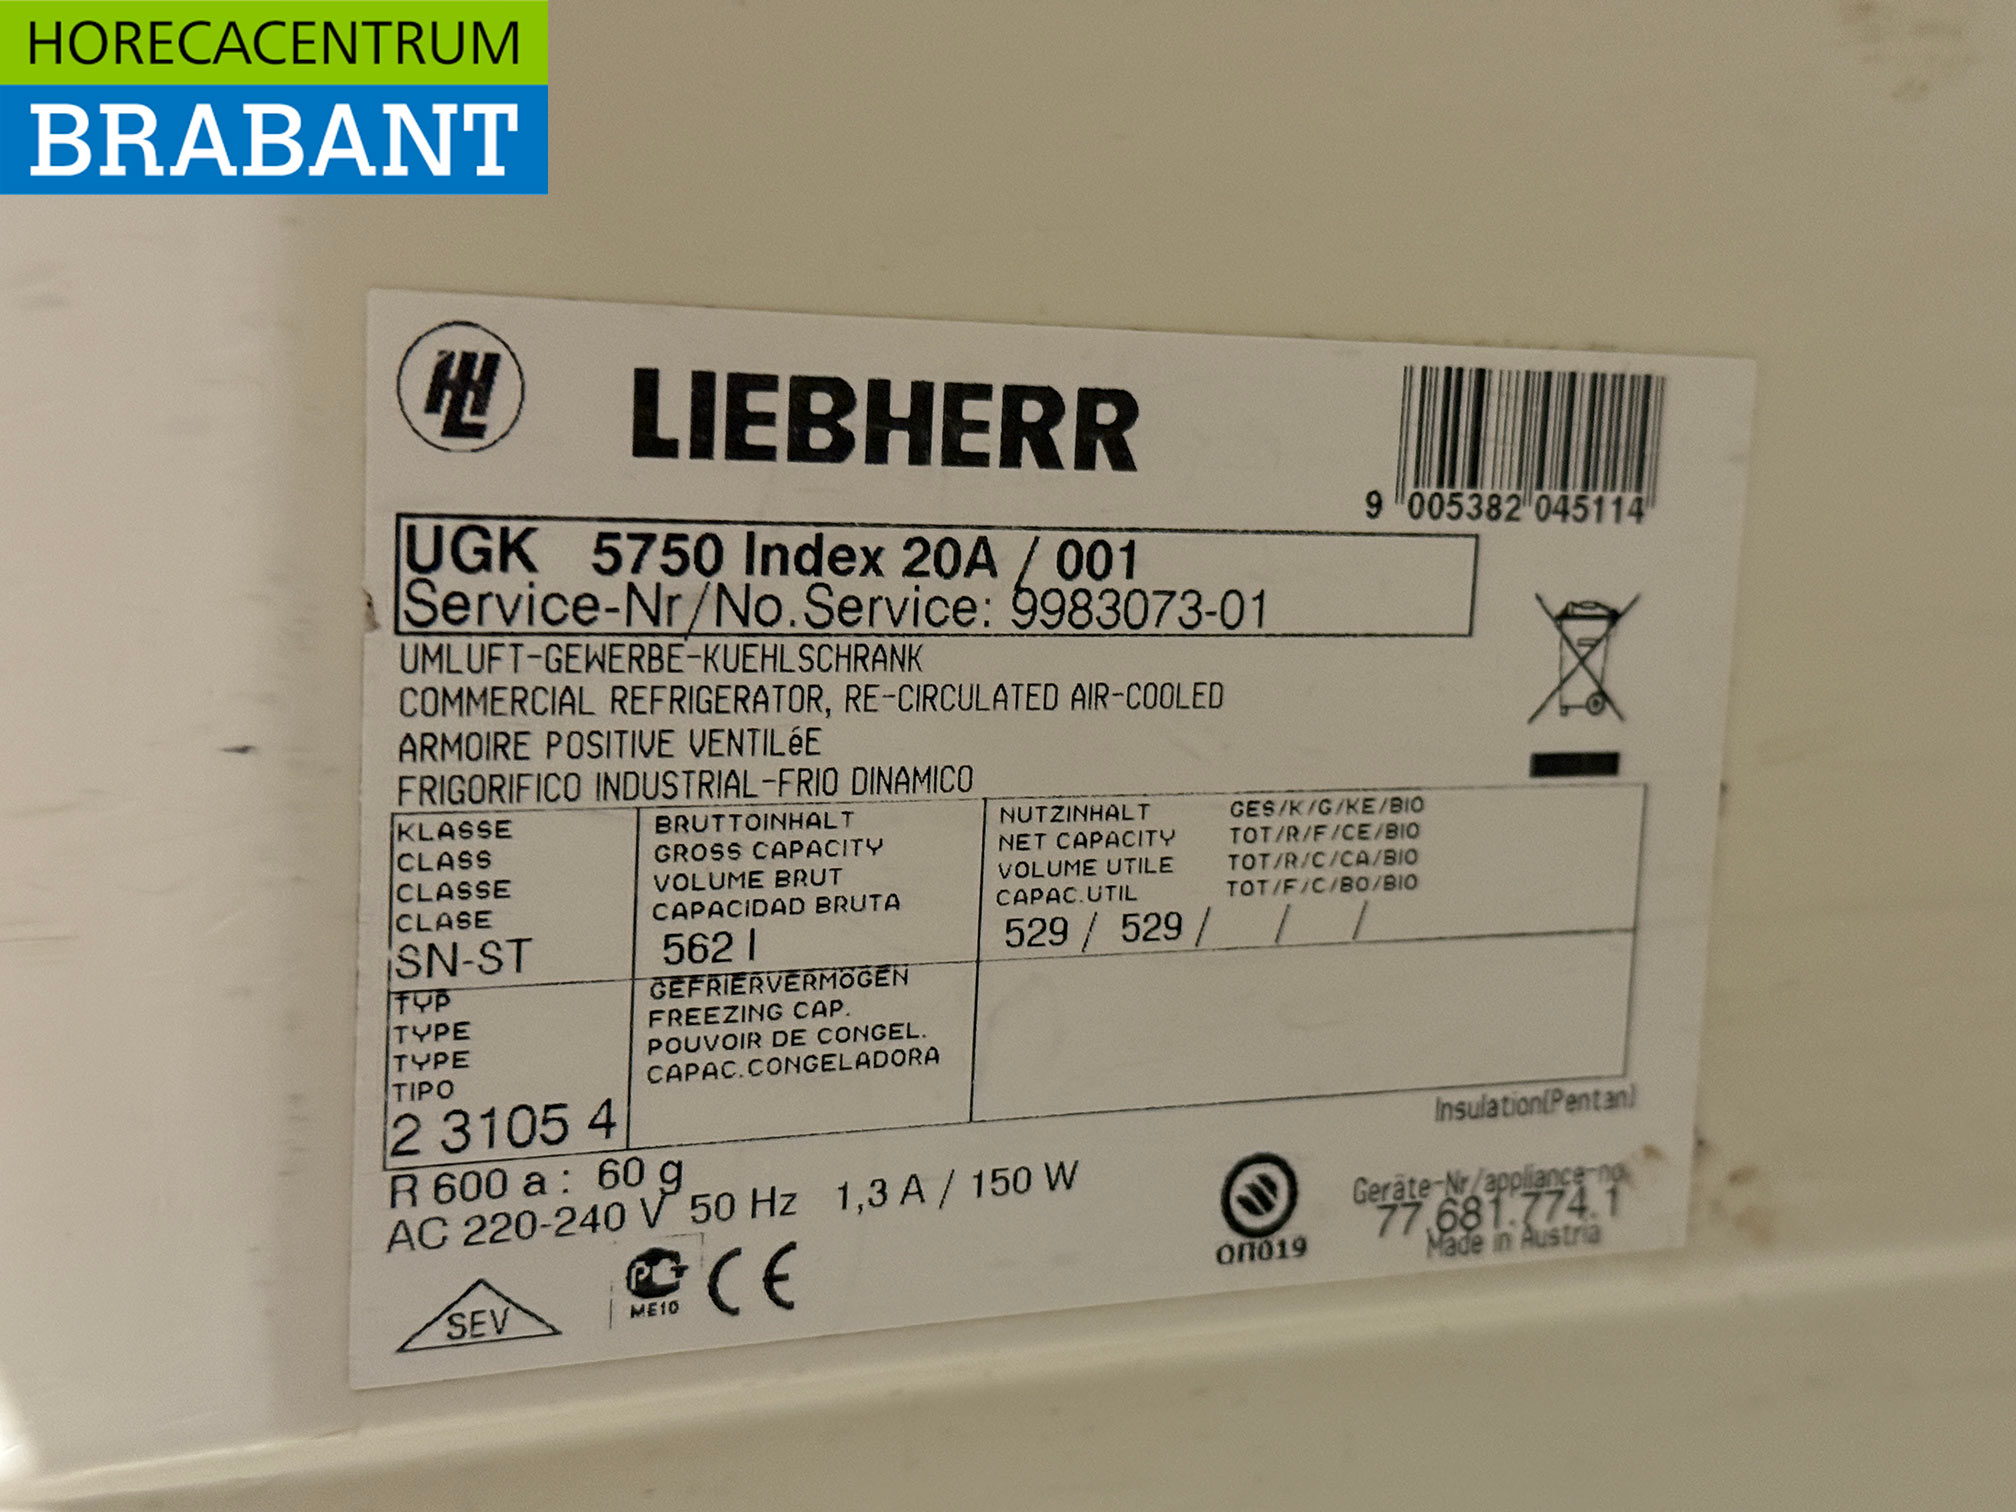 HORECACENTRUM
BRABANT
LIEBHERR
9 005382 045114
UGK 5750 Index 20A / 001
Service-Nr/No.Service: 9983073-01
UMLUFT-GEWERBE-KUEHLSCHRANK
COMMERCIAL REFRIGERATOR, RE-CIRCULATED AIR-COOLED
ARMOIRE POSITIVE VENTILéE
FRIGORIFICO INDUSTRIAL-FRIO DINAMICO
KLASSE
CLASS
CLASSE
CLASE
SN-ST
BRUTTOINHALT
GROSS CAPACITY
VOLUME BRUT
CAPACIDAD BRUTA
562 l
NUTZINHALT GES/K/G/KE/BIO
NET CAPACITY TOT/R/F/CE/BIO
VOLUME UTILE TOT/R/C/CA/BIO
CAPAC.UTIL TOT/F/C/BO/BIO
529 / 529 / / /
TYP
TYPE
TYPE
TIPO
2 3105 4
GEFRIERVERMöGEN
FREEZING CAP.
POUVOIR DE CONGEL.
CAPAC.CONGELADORA
Insulation(Pentan)
R 600 a : 60 g
AC 220-240 V 50 Hz 1,3 A / 150 W
Geräte-Nr/appliance-no
77.681.774.1
Made in Austria
SEV
PC
ME10
CE
ОП019